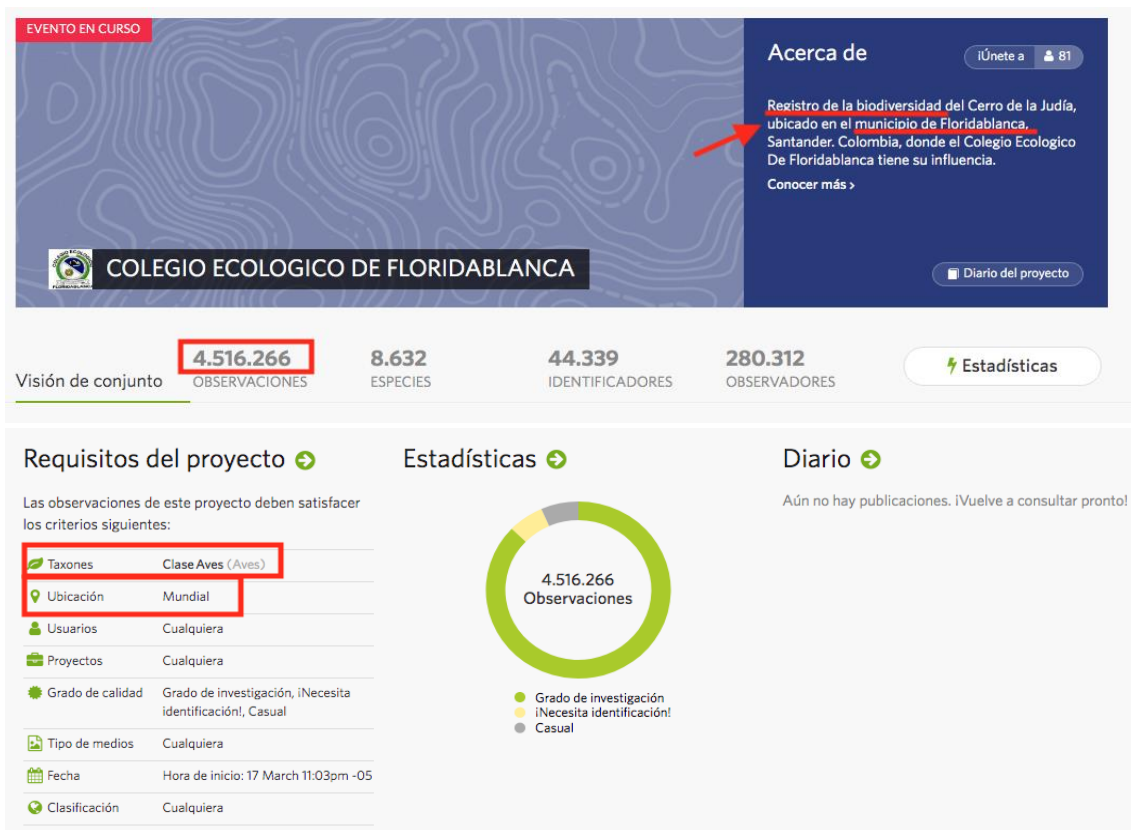 EVENTO EN CURSO
Acerca de
¡Únete a 81
Registro de la biodiversidad del Cerro de la Judía,
ubicado en el municipio de Floridablanca,
Santander. Colombia, donde el Colegio Ecologico
De Floridablanca tiene su influencia.
Conocer más ›
COLEGIO ECOLOGICO DE FLORIDABLANCA
Diario del proyecto
Visión de conjunto
4.516.266
OBSERVACIONES
8.632
ESPECIES
44.339
IDENTIFICADORES
280.312
OBSERVADORES
Estadísticas
Requisitos del proyecto
Las observaciones de este proyecto deben satisfacer
los criterios siguientes:
Taxones Clase Aves (Aves)
Ubicación Mundial
Usuarios Cualquiera
Proyectos Cualquiera
Grado de calidad Grado de investigación, ¡Necesita
identificación!, Casual
Tipo de medios Cualquiera
Fecha Hora de inicio: 17 March 11:03pm -05
Clasificación Cualquiera
Estadísticas
4.516.266
Observaciones
Grado de investigación
¡Necesita identificación!
Casual
Diario
Aún no hay publicaciones. ¡Vuelve a consultar pronto!